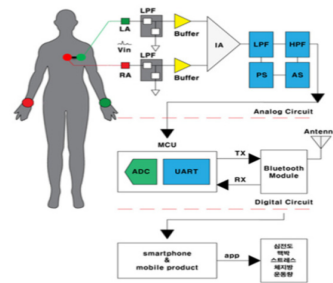 LPF
LA
Buffer
IA
LPF
HPF
Vin
LPF
RA
Buffer
PS
AS
Analog Circuit
MCU
Antenn
TX
ADC
UART
Bluetooth
Module
RX
Digital Circuit
smartphone
&
mobile product
app
심전도
맥박
스트레스
체지방
운동량